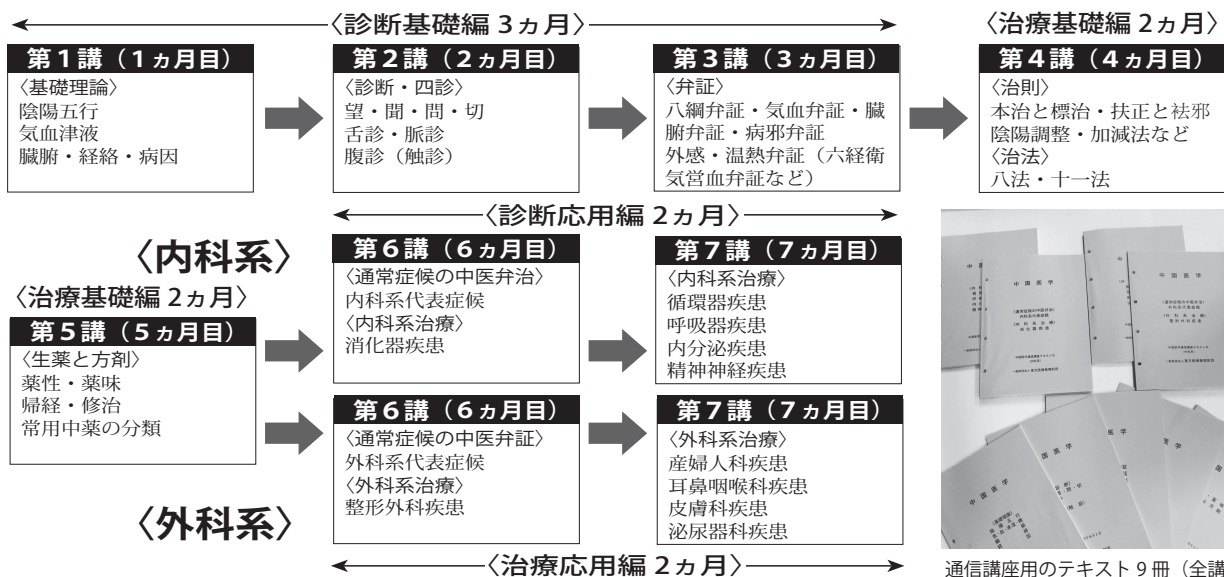 〈診断基礎編 3ヵ月〉
〈治療基礎編 2ヵ月〉
第1講（1ヵ月目）
〈基礎理論〉
陰陽五行
気血津液
臓腑・経絡・病因
第2講（2ヵ月目）
〈診断・四診〉
望・聞・問・切
舌診・脈診
腹診（触診）
第3講（3ヵ月目）
〈弁証〉
八綱弁証・気血弁証・臓
腑弁証・病邪弁証
外感・温熱弁証（六経衛
気営血弁証など）
第4講（4ヵ月目）
〈治則〉
本治と標治・扶正と祛邪
陰陽調整・加減法など
〈治法〉
八法・十一法
〈診断応用編 2ヵ月〉
〈内科系〉
〈治療基礎編 2ヵ月〉
第5講（5ヵ月目）
〈生薬と方剤〉
薬性・薬味
帰経・修治
常用中薬の分類
第6講（6ヵ月目）
〈通常症候の中医弁治〉
内科系代表症候
〈内科系治療〉
消化器疾患
第7講（7ヵ月目）
〈内科系治療〉
循環器疾患
呼吸器疾患
内分泌疾患
精神神経疾患
第6講（6ヵ月目）
〈通常症候の中医弁証〉
外科系代表症候
〈外科系治療〉
整形外科疾患
第7講（7ヵ月目）
〈外科系治療〉
産婦人科疾患
耳鼻咽喉科疾患
皮膚科疾患
泌尿器科疾患
〈外科系〉
〈治療応用編 2ヵ月〉
中国医学
中国医学
中国医学
通信講座用のテキスト9冊（全講